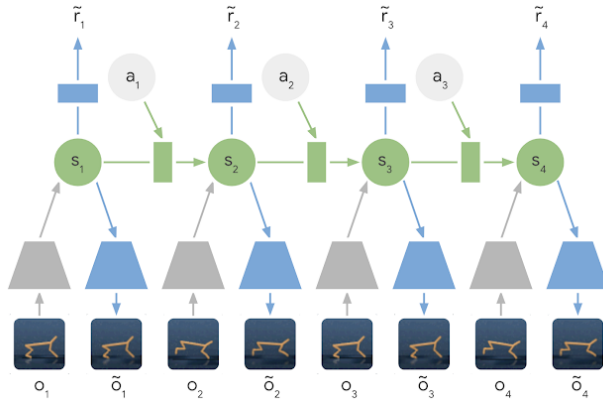 r̃₁ r̃₂ r̃₃ r̃₄
a₁ a₂ a₃
s₁ s₂ s₃ s₄
o₁ õ₁ o₂ õ₂ o₃ õ₃ o₄ õ₄